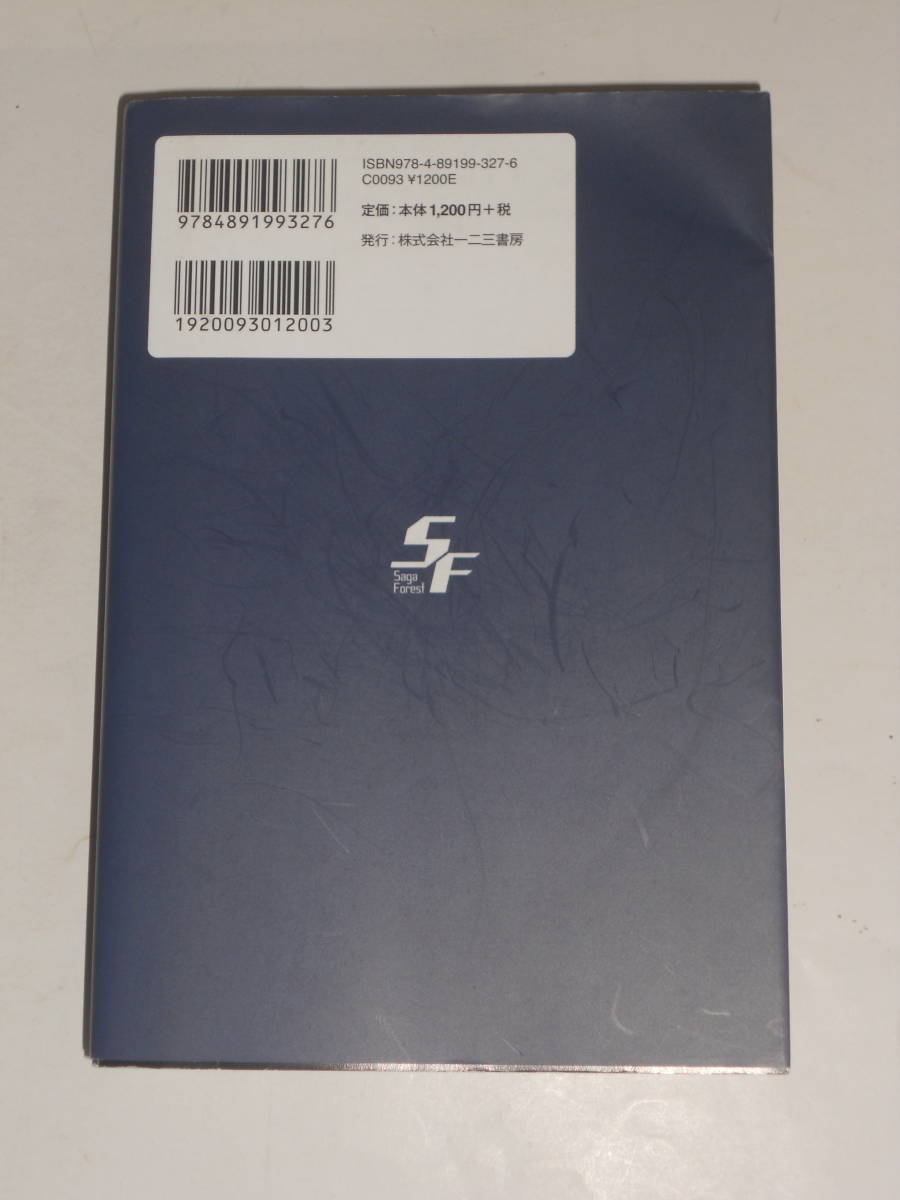 ISBN978-4-89199-327-6
C0093 ¥1200E
9784891993276
定価：本体1,200円＋税
発行：株式会社一二三書房
1920093012003
SF
Saga
Forest